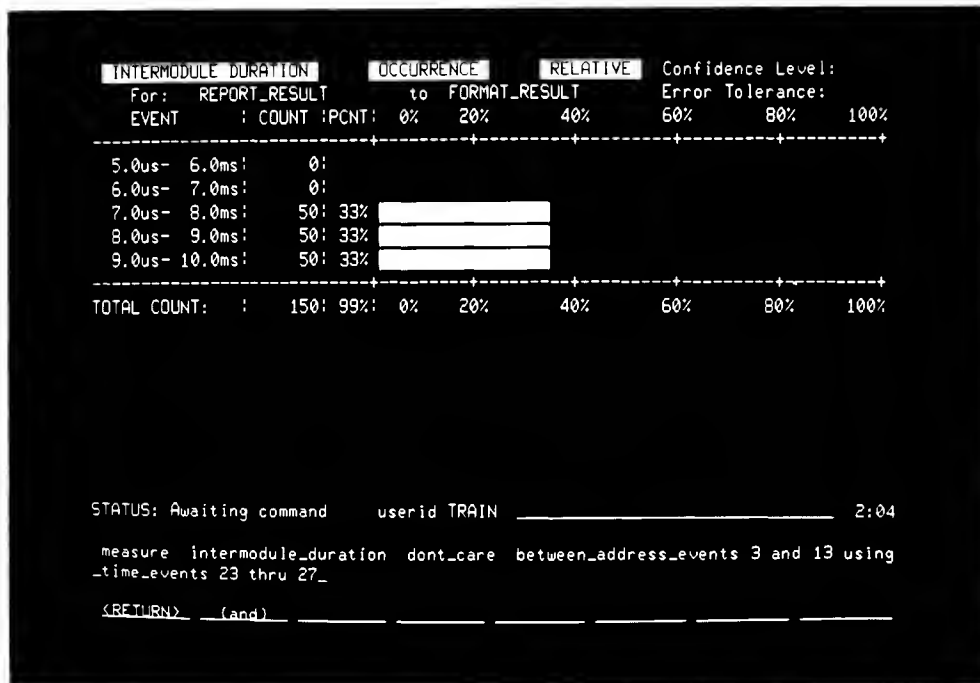 INTERMODULE DURATION OCCURRENCE RELATIVE Confidence Level:
For: REPORT_RESULT to FORMAT_RESULT Error Tolerance:
EVENT ¦ COUNT ¦PCNT¦ 0% 20% 40% 60% 80% 100%
5.0us- 6.0ms¦ 0¦
6.0us- 7.0ms¦ 0¦
7.0us- 8.0ms¦ 50¦ 33%
8.0us- 9.0ms¦ 50¦ 33%
9.0us- 10.0ms¦ 50¦ 33%
TOTAL COUNT: ¦ 150¦ 99%¦ 0% 20% 40% 60% 80% 100%
STATUS: Awaiting command userid TRAIN 2:04
measure intermodule_duration dont_care between_address_events 3 and 13 using
_time_events 23 thru 27_
<RETURN> (and)